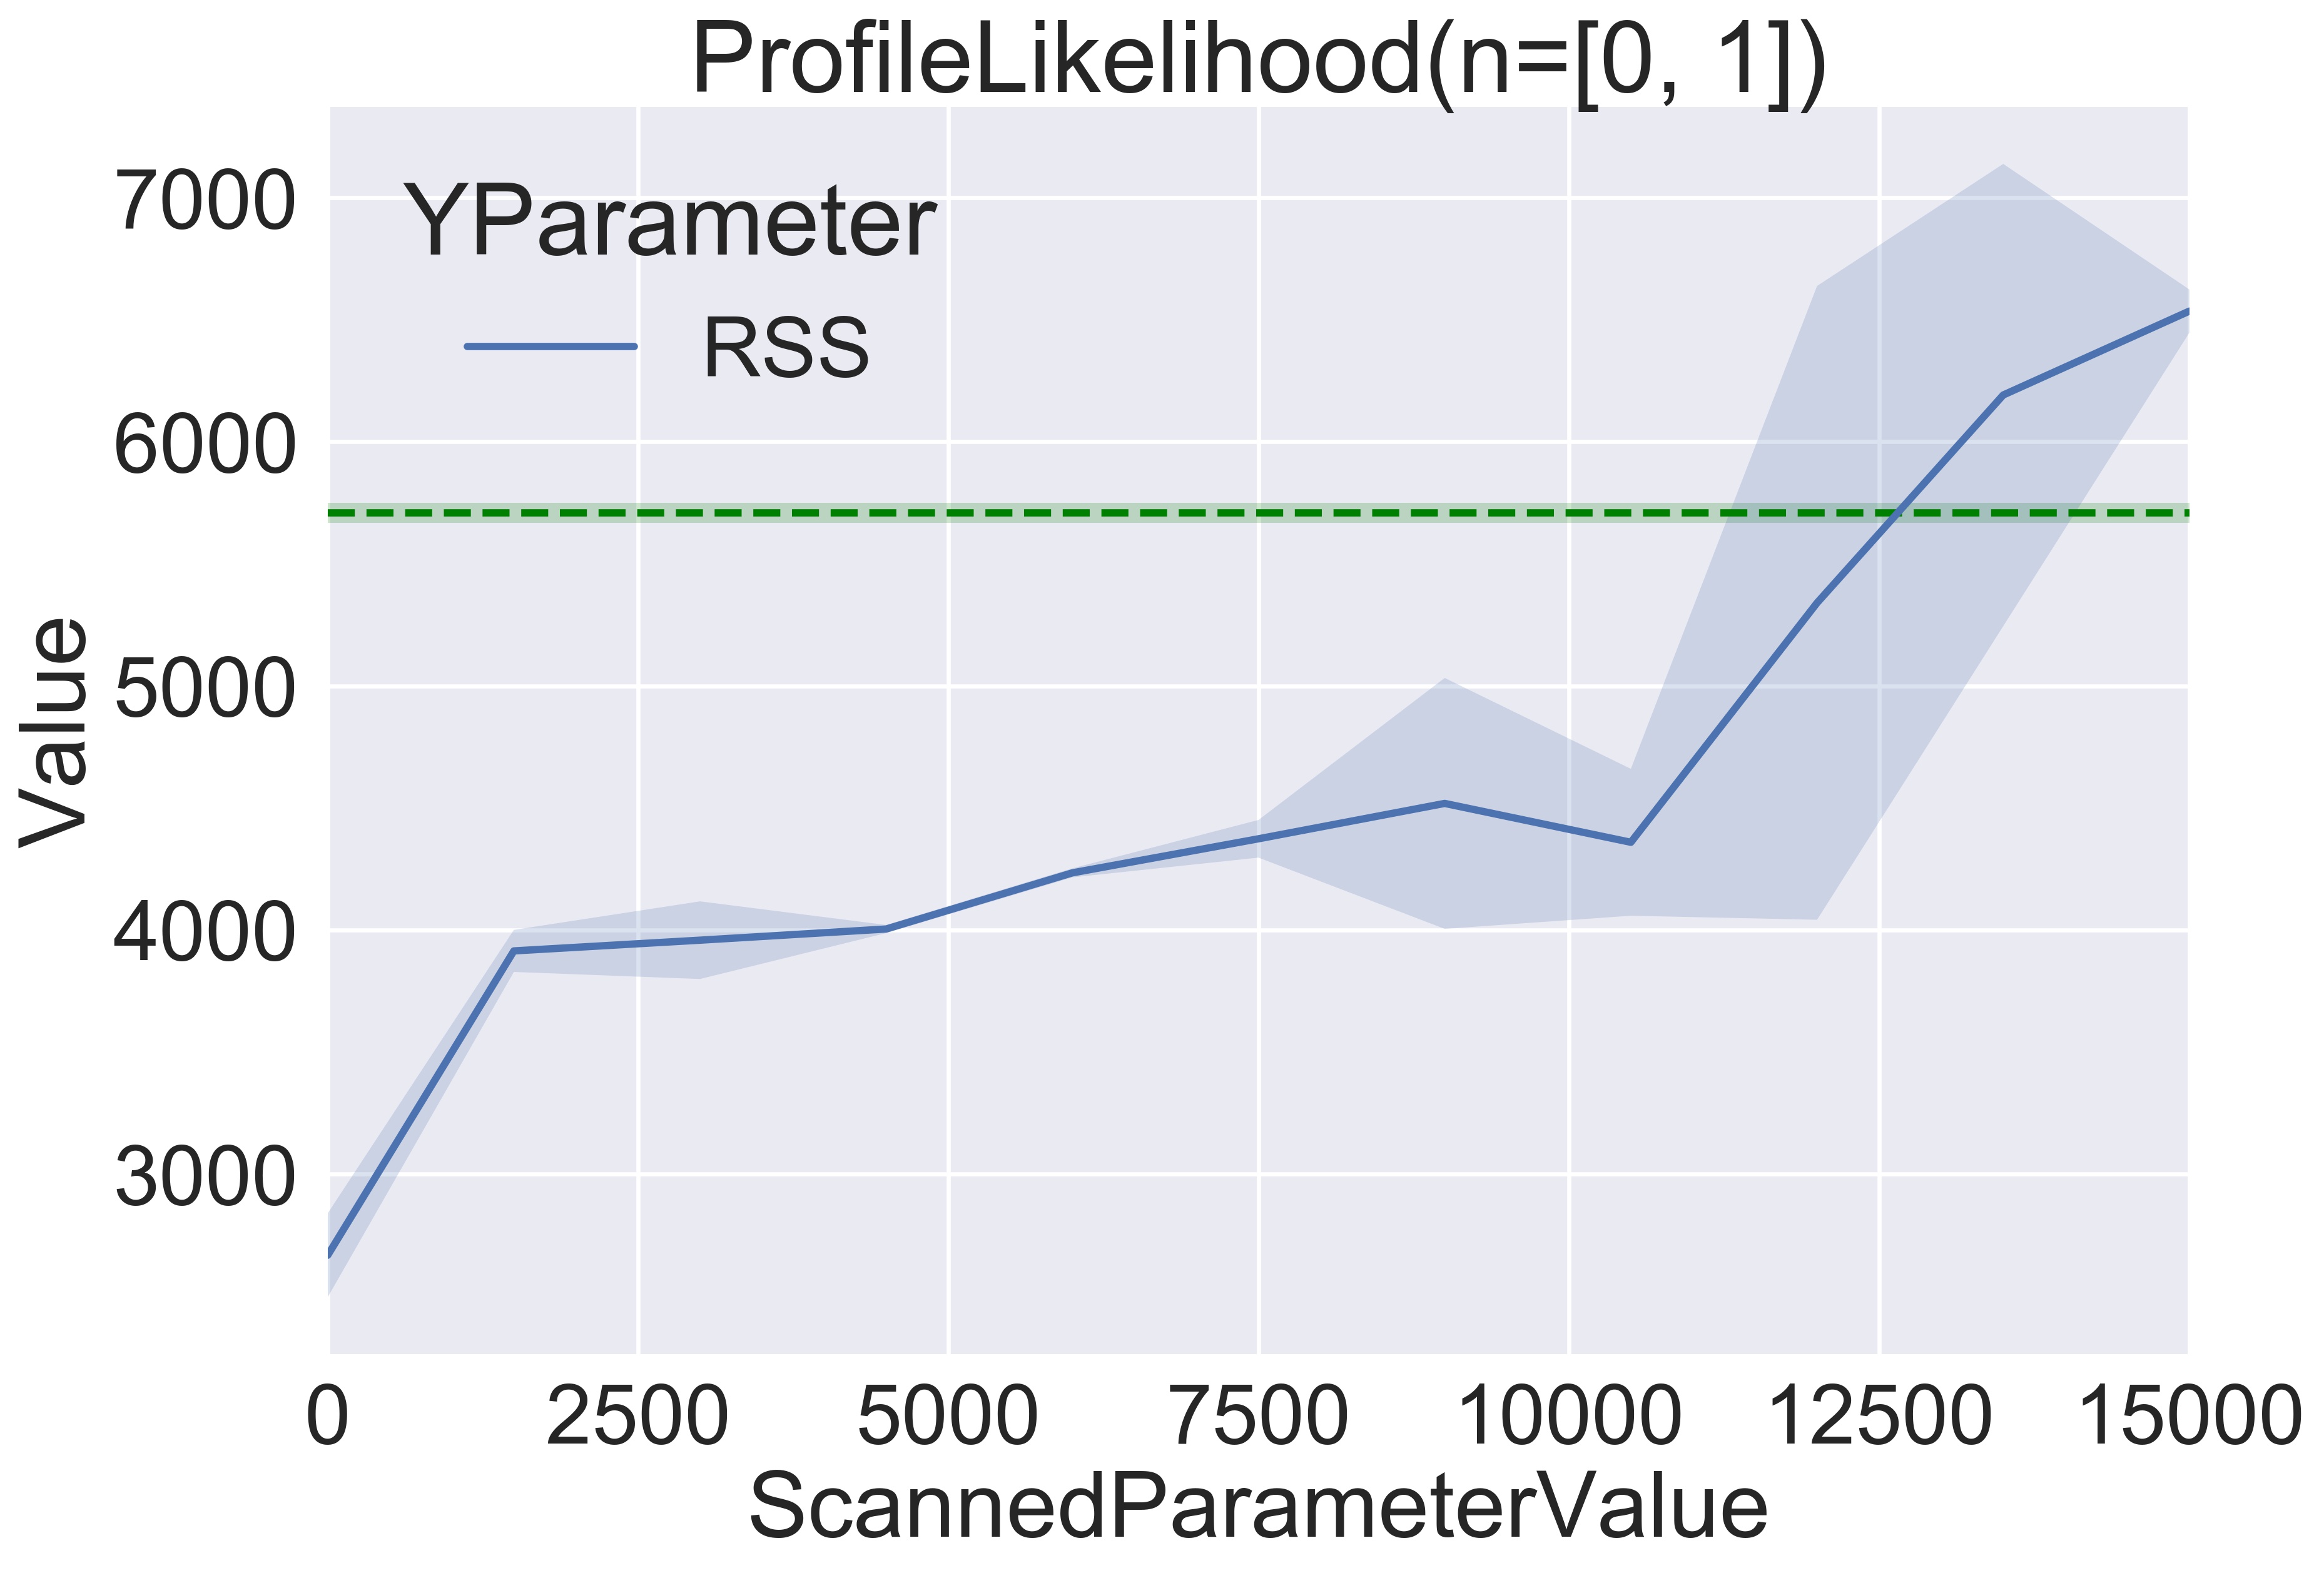 ProfileLikelihood(n=[0, 1])
YParameter
RSS
7000
6000
5000
4000
3000
Value
0 2500 5000 7500 10000 12500 15000
ScannedParameterValue